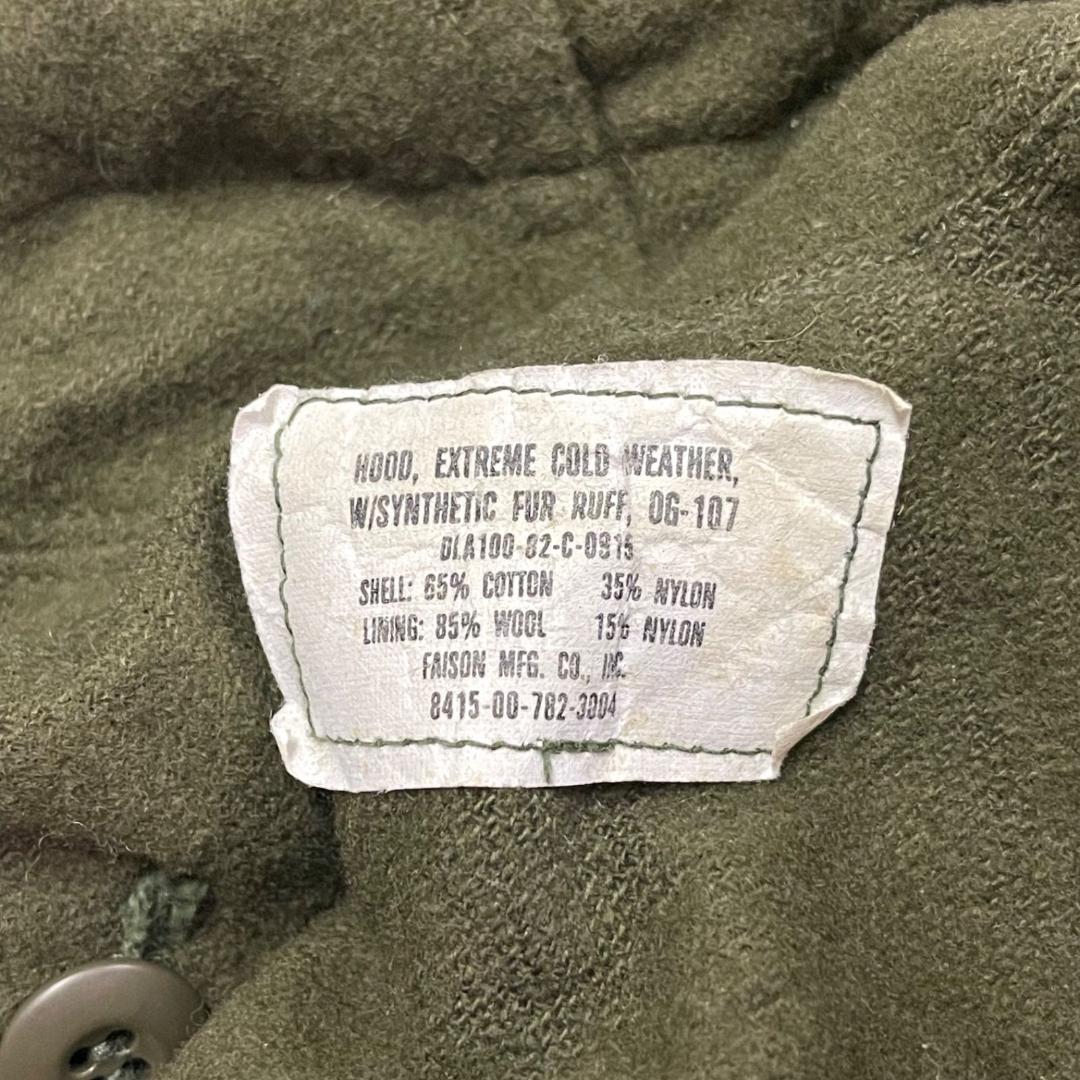 HOOD, EXTREME COLD WEATHER,
W/SYNTHETIC FUR RUFF, OG-107
DLA100-82-C-0816
SHELL: 65% COTTON 35% NYLON
LINING: 85% WOOL 15% NYLON
FAISON MFG. CO., INC.
8415-00-782-3004